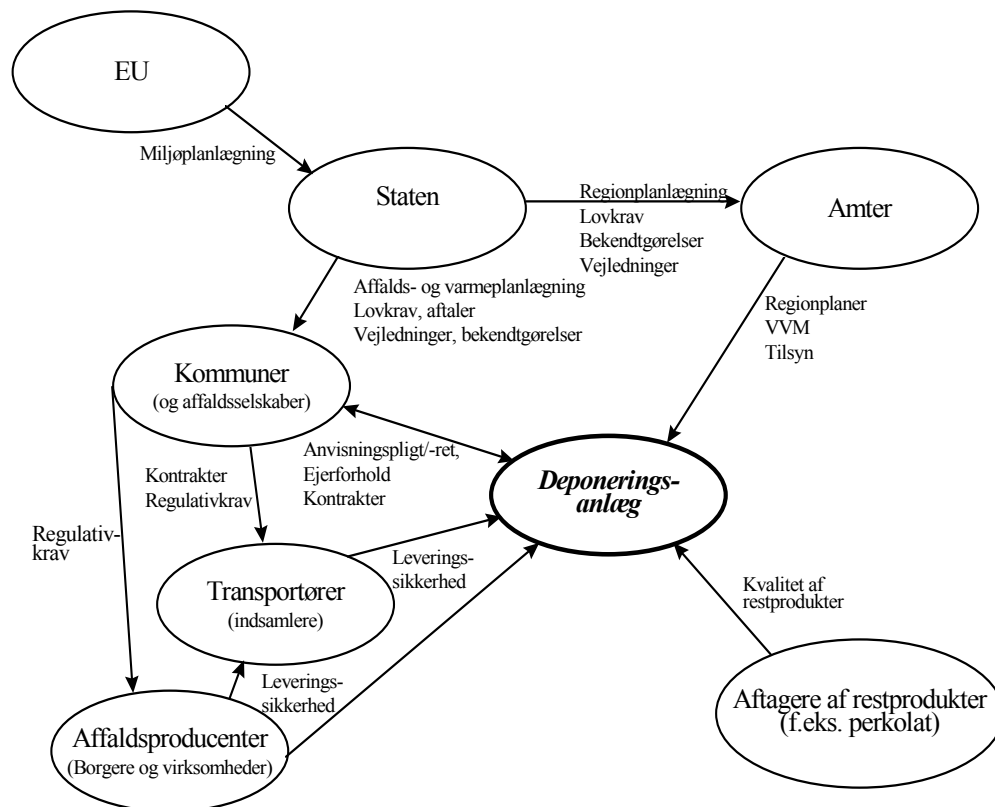 EU
Miljøplanlægning
Staten
Regionplanlægning
Lovkrav
Bekendtgørelser
Vejledninger
Amter
Affalds- og varmeplanlægning
Lovkrav, aftaler
Vejledninger, bekendtgørelser
Regionplaner
VVM
Tilsyn
Kommuner
(og affaldsselskaber)
Anvisningspligt/-ret,
Ejerforhold
Kontrakter
Kontrakter
Regulativkrav
Deponerings-
anlæg
Regulativ-
krav
Leverings-
sikkerhed
Transportører
(indsamlere)
Kvalitet af
restprodukter
Leverings-
sikkerhed
Aftagere af restprodukter
(f.eks. perkolat)
Affaldsproducenter
(Borgere og virksomheder)